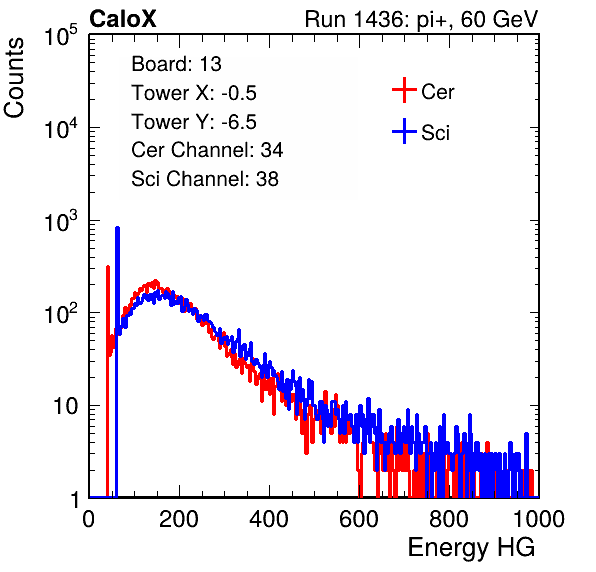 CaloX Run 1436: pi+, 60 GeV
Counts
Board: 13
Tower X: -0.5
Tower Y: -6.5
Cer Channel: 34
Sci Channel: 38
Cer
Sci
10^5
10^4
10^3
10^2
10
1
0 200 400 600 800 1000
Energy HG